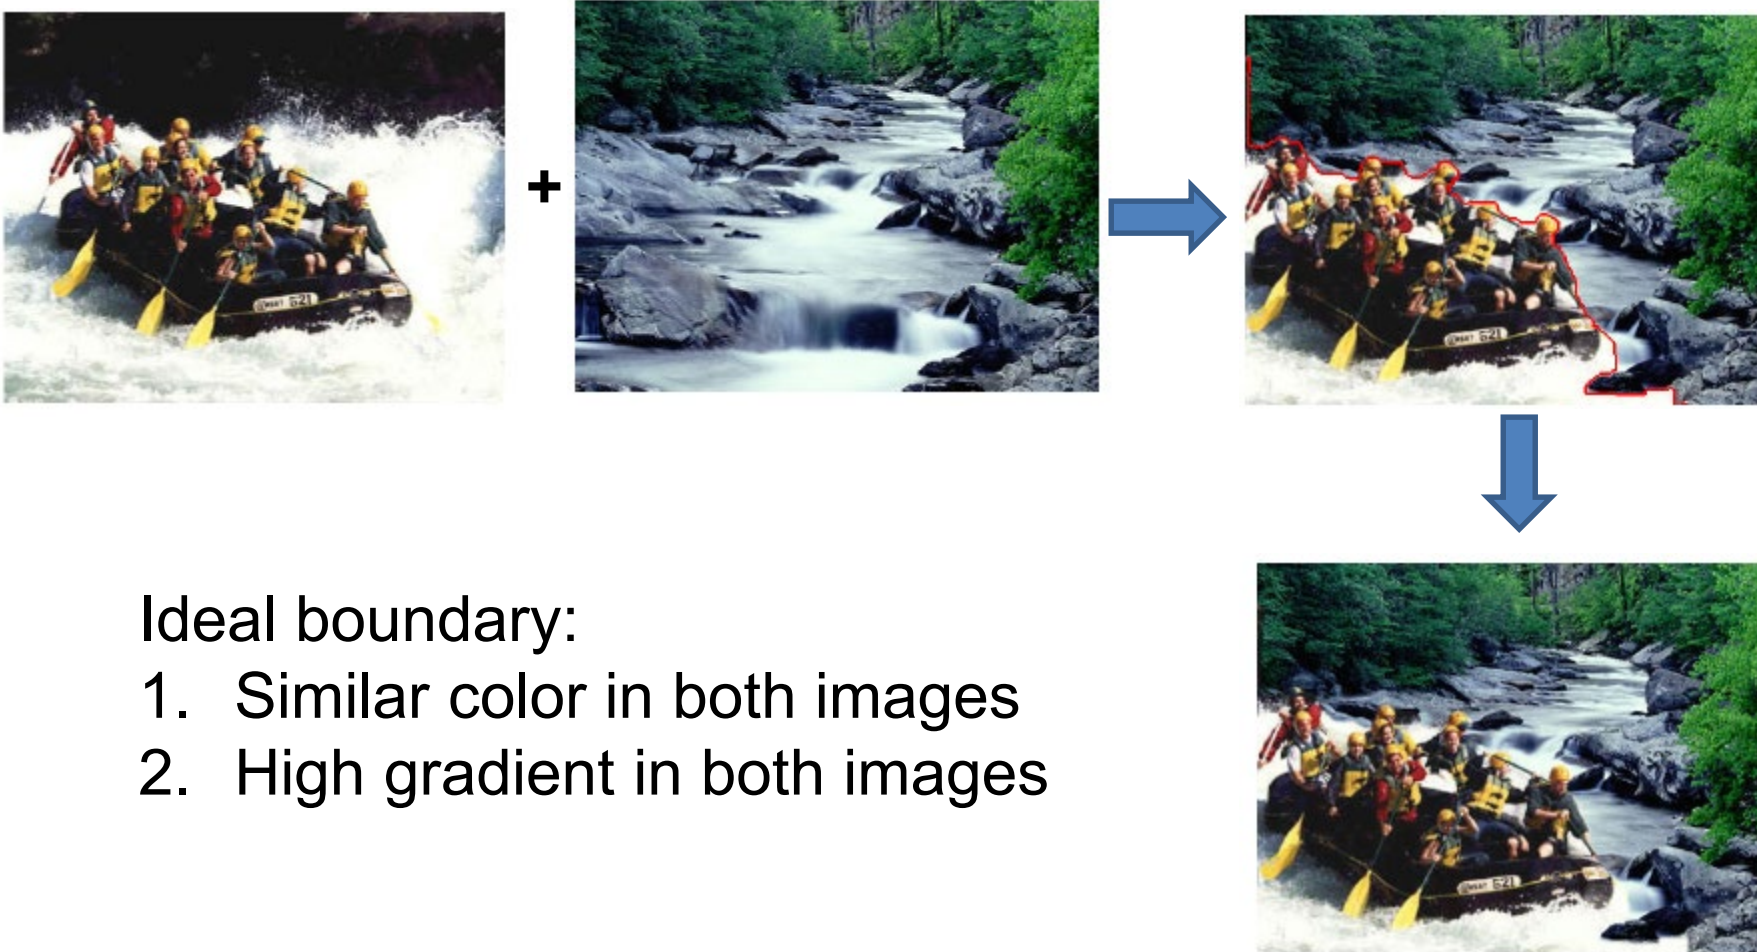 +
Ideal boundary:
1. Similar color in both images
2. High gradient in both images